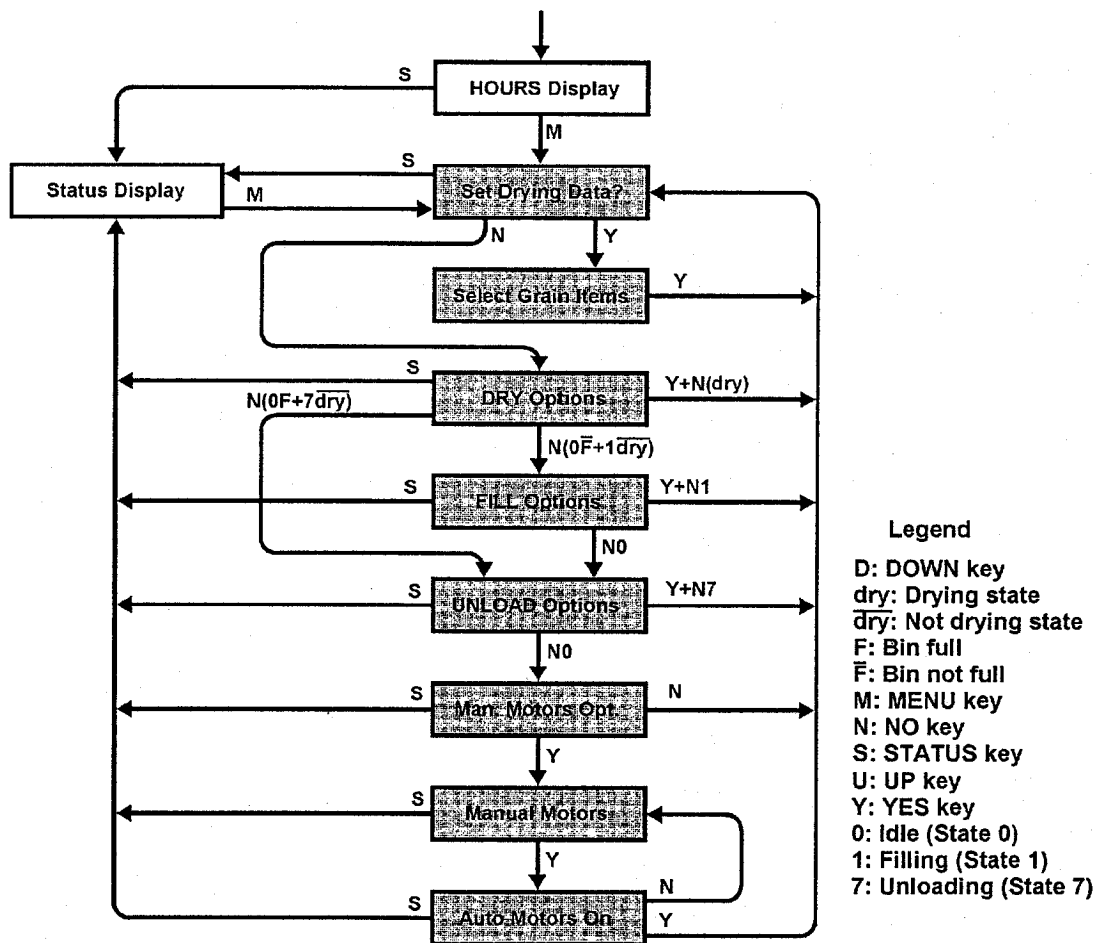 S
HOURS Display
M
S
Status Display
M
Set Drying Data?
N
Y
Select Grain Items
Y
S
DRY Options
Y+N(dry)
N(0F+7d̅r̅y̅)
N(0F̅+1d̅r̅y̅)
S
FILL Options
Y+N1
N0
S
UNLOAD Options
Y+N7
N0
S
Man. Motors Opt.
N
Y
S
Manual Motors
Y
N
S
Auto Motors On
Y
Legend
D: DOWN key
dry: Drying state
d̅r̅y̅: Not drying state
F: Bin full
F̅: Bin not full
M: MENU key
N: NO key
S: STATUS key
U: UP key
Y: YES key
0: Idle (State 0)
1: Filling (State 1)
7: Unloading (State 7)